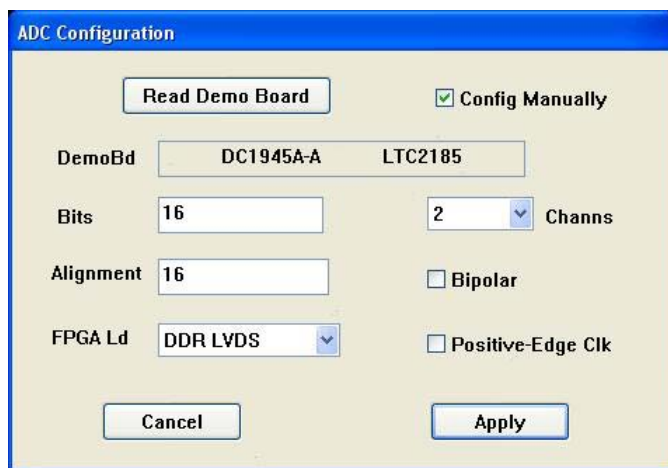 ADC Configuration
Read Demo Board
Config Manually
DemoBd DC1945A-A LTC2185
Bits 16 2 Channs
Alignment 16 Bipolar
FPGA Ld DDR LVDS Positive-Edge Clk
Cancel Apply